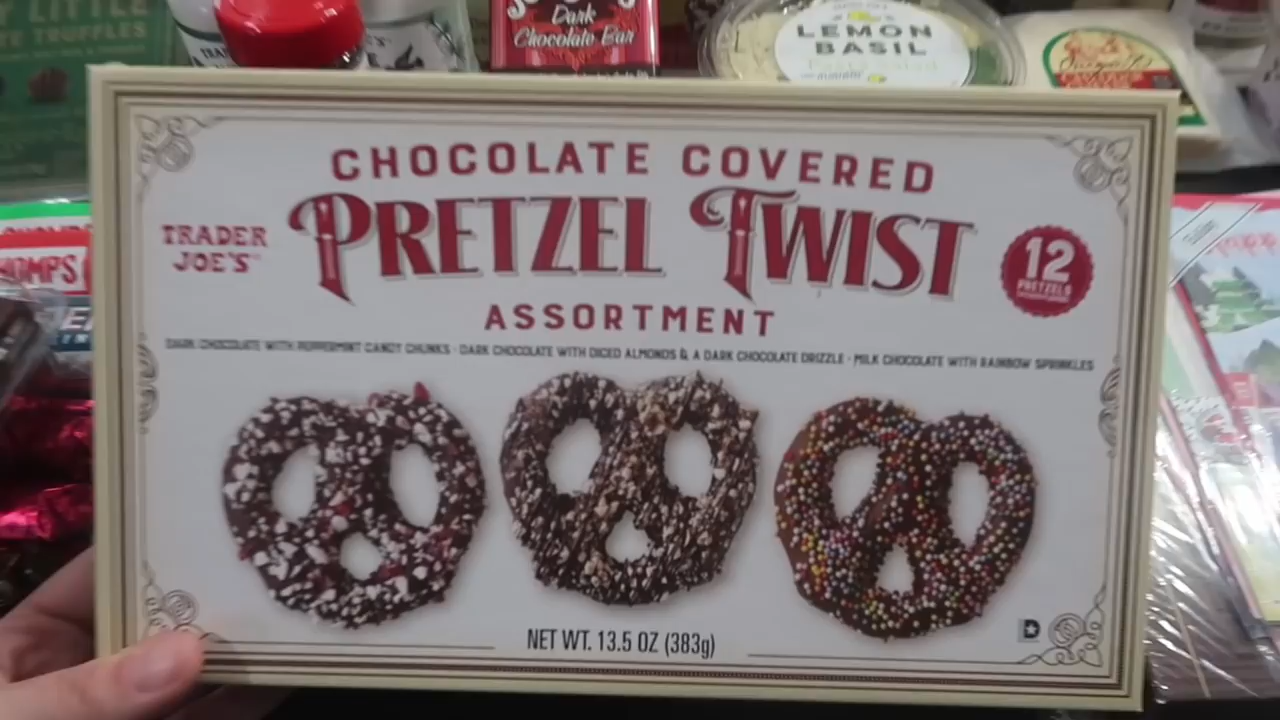 LITTLE
TRUFFLES
Dark
Chocolate Bar
LEMON
BASIL
CHOCOLATE COVERED
PRETZEL TWIST
TRADER
JOE'S
12
PRETZELS
ASSORTMENT
DARK CHOCOLATE WITH PEPPERMINT CANDY CHUNKS · DARK CHOCOLATE WITH DICED ALMONDS & A DARK CHOCOLATE DRIZZLE · MILK CHOCOLATE WITH RAINBOW SPRINKLES
NET WT. 13.5 OZ (383g)
D